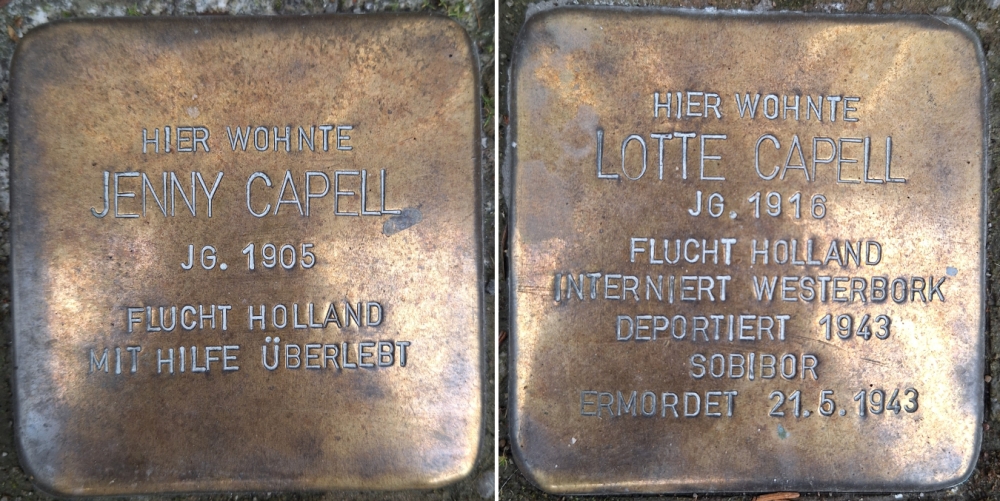 HIER WOHNTE
JENNY CAPELL
JG. 1905
FLUCHT HOLLAND
MIT HILFE ÜBERLEBT
HIER WOHNTE
LOTTE CAPELL
JG. 1916
FLUCHT HOLLAND
INTERNIERT WESTERBORK
DEPORTIERT 1943
SOBIBOR
ERMORDET 21.5.1943